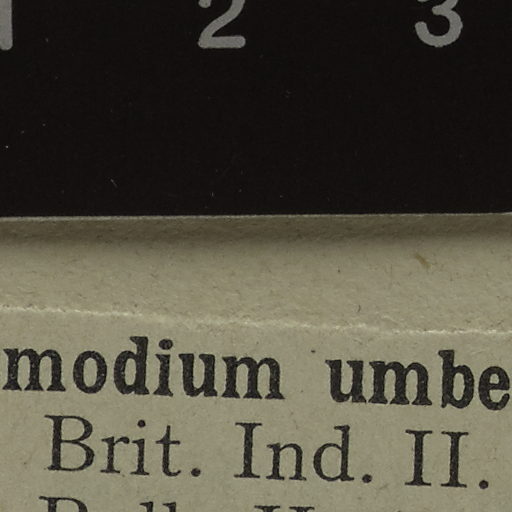 2 3
modium umbe
Brit. Ind. II.